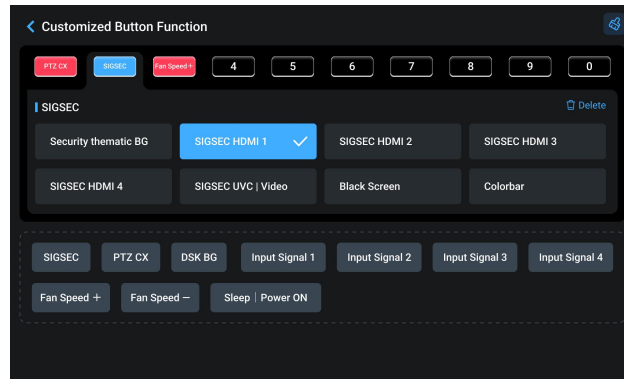 Customized Button Function
PTZ CX SIGSEC Fan Speed + 4 5 6 7 8 9 0
SIGSEC Delete
Security thematic BG SIGSEC HDMI 1 SIGSEC HDMI 2 SIGSEC HDMI 3
SIGSEC HDMI 4 SIGSEC UVC | Video Black Screen Colorbar
SIGSEC PTZ CX DSK BG Input Signal 1 Input Signal 2 Input Signal 3 Input Signal 4
Fan Speed + Fan Speed − Sleep | Power ON